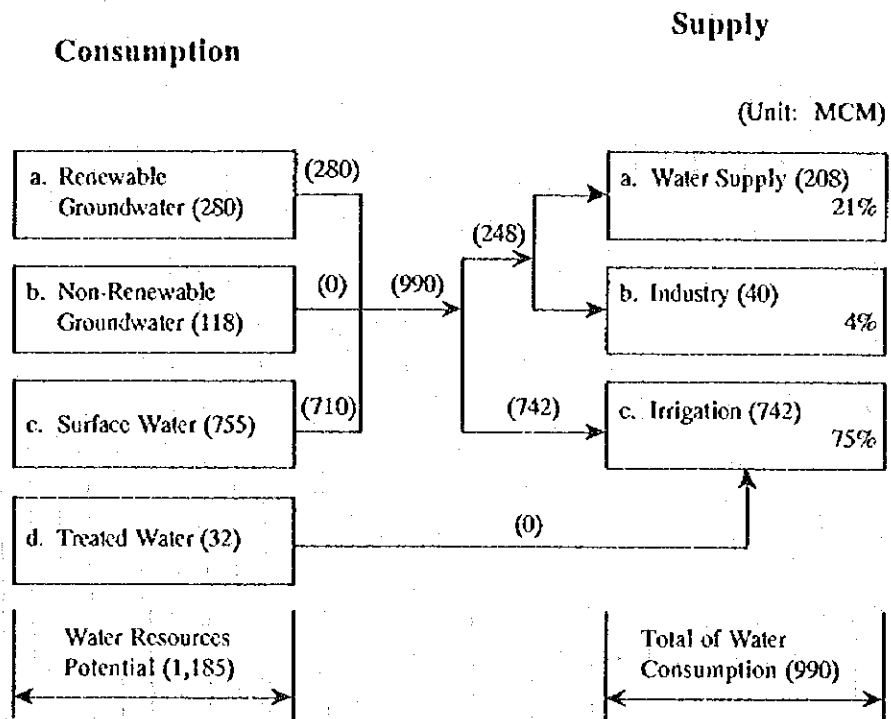 Consumption
Supply
(Unit: MCM)
a. Renewable
Groundwater (280)
(280)
b. Non-Renewable
Groundwater (118)
(0)
c. Surface Water (755)
(710)
d. Treated Water (32)
(0)
(990)
(248)
(742)
a. Water Supply (208)
21%
b. Industry (40)
4%
c. Irrigation (742)
75%
Water Resources
Potential (1,185)
Total of Water
Consumption (990)